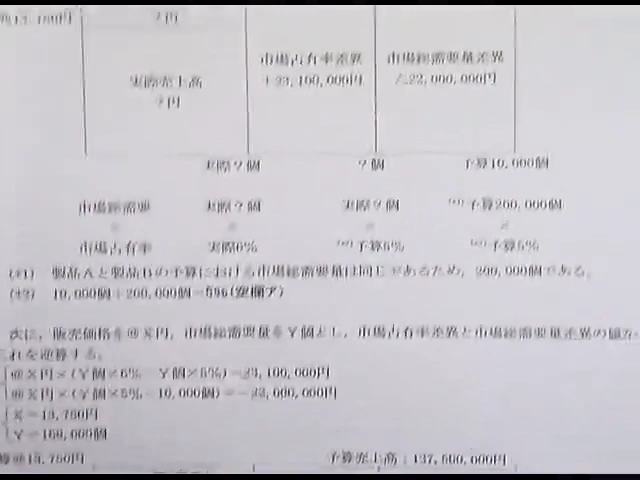 ?円
市場占有率差異 市場総需要量差異
実際売上高 +23,100,000円 △22,000,000円
?円
実際?個 ?個 予算10,000個
市場総需要 実際?個 実際?個 予算200,000個
× × ×
市場占有率 実際6% 予算5% 予算5%
製品Aと製品Bの予算における市場総需要量は同じであるため、200,000個である。
10,000個÷200,000個=5%(空欄ア)
次に、販売価格を@X円、市場総需要量をY個とし、市場占有率差異と市場総需要量差異の値か
これを逆算する。
@X円×(Y個×6%-Y個×5%)=23,100,000円
@X円×(Y個×5%-10,000個)=-22,000,000円
X=13,750円
Y=168,000個
算@13,750円 予算売上高:137,500,000円